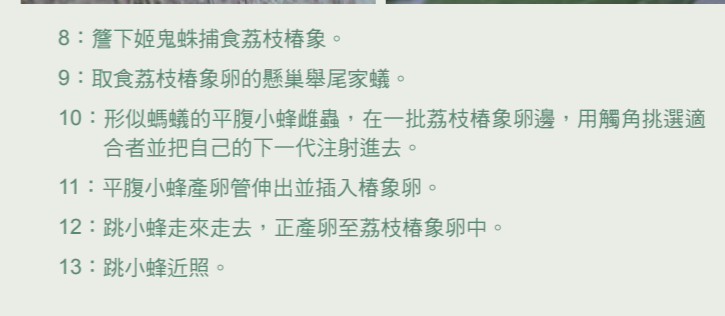 8：簷下姬鬼蛛捕食荔枝椿象。
9：取食荔枝椿象卵的懸巢舉尾家蟻。
10：形似螞蟻的平腹小蜂雌蟲，在一批荔枝椿象卵邊，用觸角挑選適
合者並把自己的下一代注射進去。
11：平腹小蜂產卵管伸出並插入椿象卵。
12：跳小蜂走來走去，正產卵至荔枝椿象卵中。
13：跳小蜂近照。